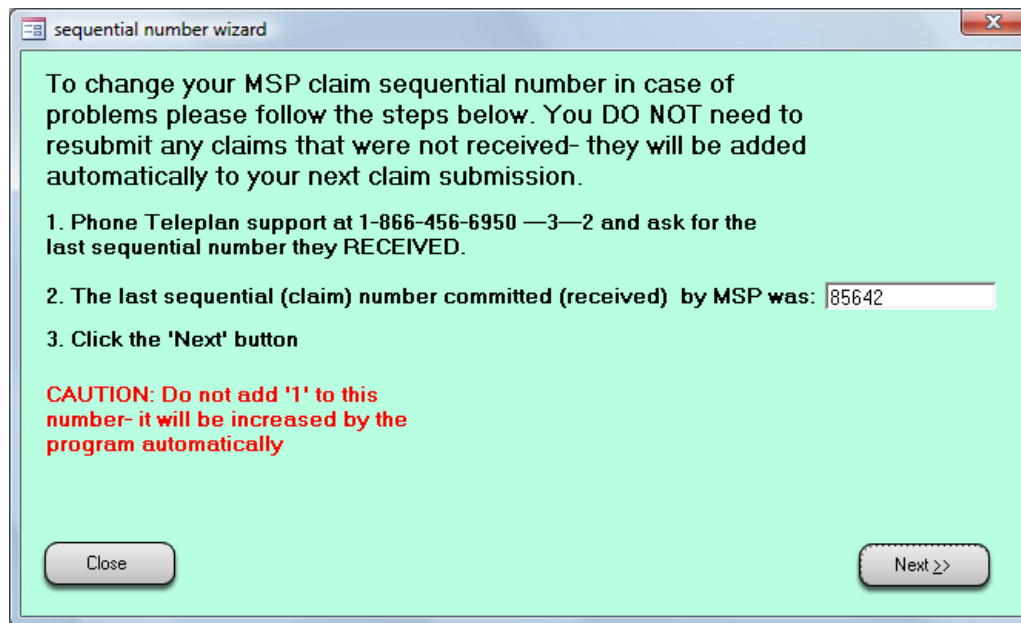 sequential number wizard
To change your MSP claim sequential number in case of
problems please follow the steps below. You DO NOT need to
resubmit any claims that were not received- they will be added
automatically to your next claim submission.
1. Phone Teleplan support at 1-866-456-6950 —3—2 and ask for the
last sequential number they RECEIVED.
2. The last sequential (claim) number committed (received)  by MSP was: 85642
3. Click the 'Next' button
CAUTION: Do not add '1' to this
number- it will be increased by the
program automatically
Close
Next >>